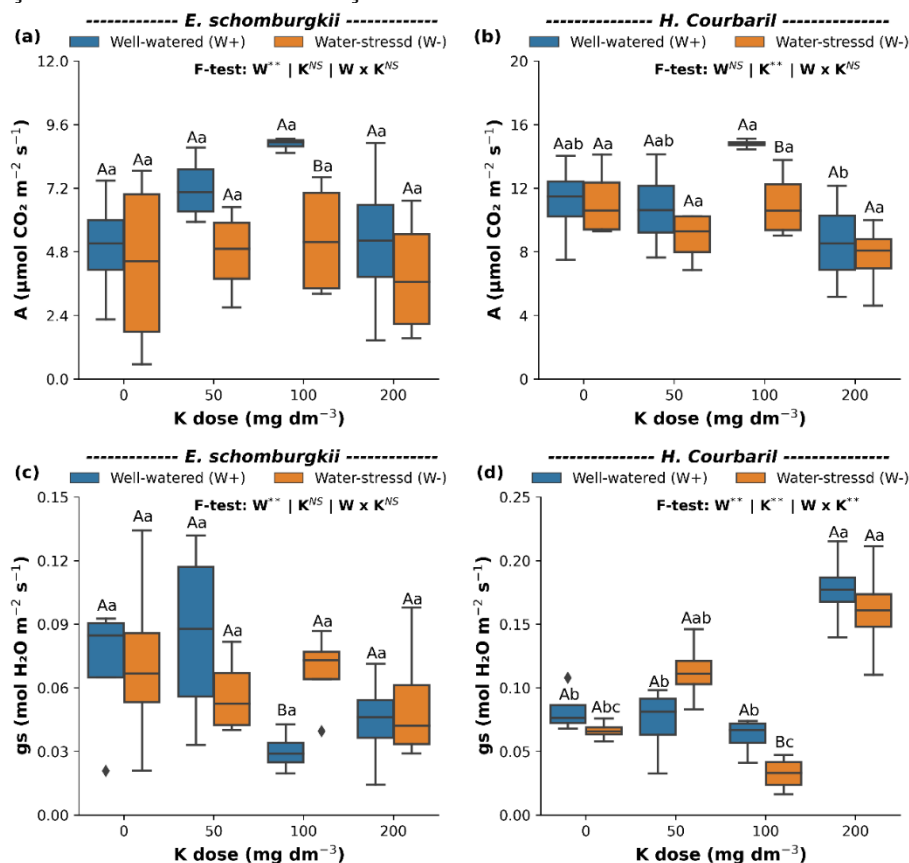 ----------- E. schomburgkii -----------
----------- H. Courbaril -----------
(a)
Well-watered (W+) Water-stressd (W-)
F-test: W** | K^NS | W x K^NS
12.0
9.6
7.2
4.8
2.4
0.0
A (µmol CO₂ m⁻² s⁻¹)
Aa Aa Aa Aa Aa Ba Aa Aa
0 50 100 200
K dose (mg dm⁻³)
(b)
Well-watered (W+) Water-stressd (W-)
F-test: W^NS | K** | W x K^NS
20
16
12
8
4
0
A (µmol CO₂ m⁻² s⁻¹)
Aab Aa Aab Aa Aa Ba Ab Aa
0 50 100 200
K dose (mg dm⁻³)
----------- E. schomburgkii -----------
----------- H. Courbaril -----------
(c)
Well-watered (W+) Water-stressd (W-)
F-test: W** | K^NS | W x K^NS
0.15
0.12
0.09
0.06
0.03
0.00
gs (mol H₂O m⁻² s⁻¹)
Aa Aa Aa Aa Ba Aa Aa Aa
0 50 100 200
K dose (mg dm⁻³)
(d)
Well-watered (W+) Water-stressd (W-)
F-test: W** | K** | W x K**
0.25
0.20
0.15
0.10
0.05
0.00
gs (mol H₂O m⁻² s⁻¹)
Ab Abc Ab Aab Ab Bc Aa Aa
0 50 100 200
K dose (mg dm⁻³)